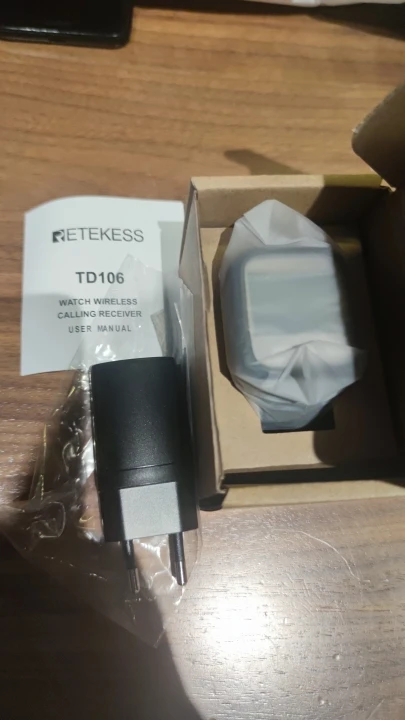 RETEKESS
TD106
WATCH WIRELESS
CALLING RECEIVER
USER MANUAL